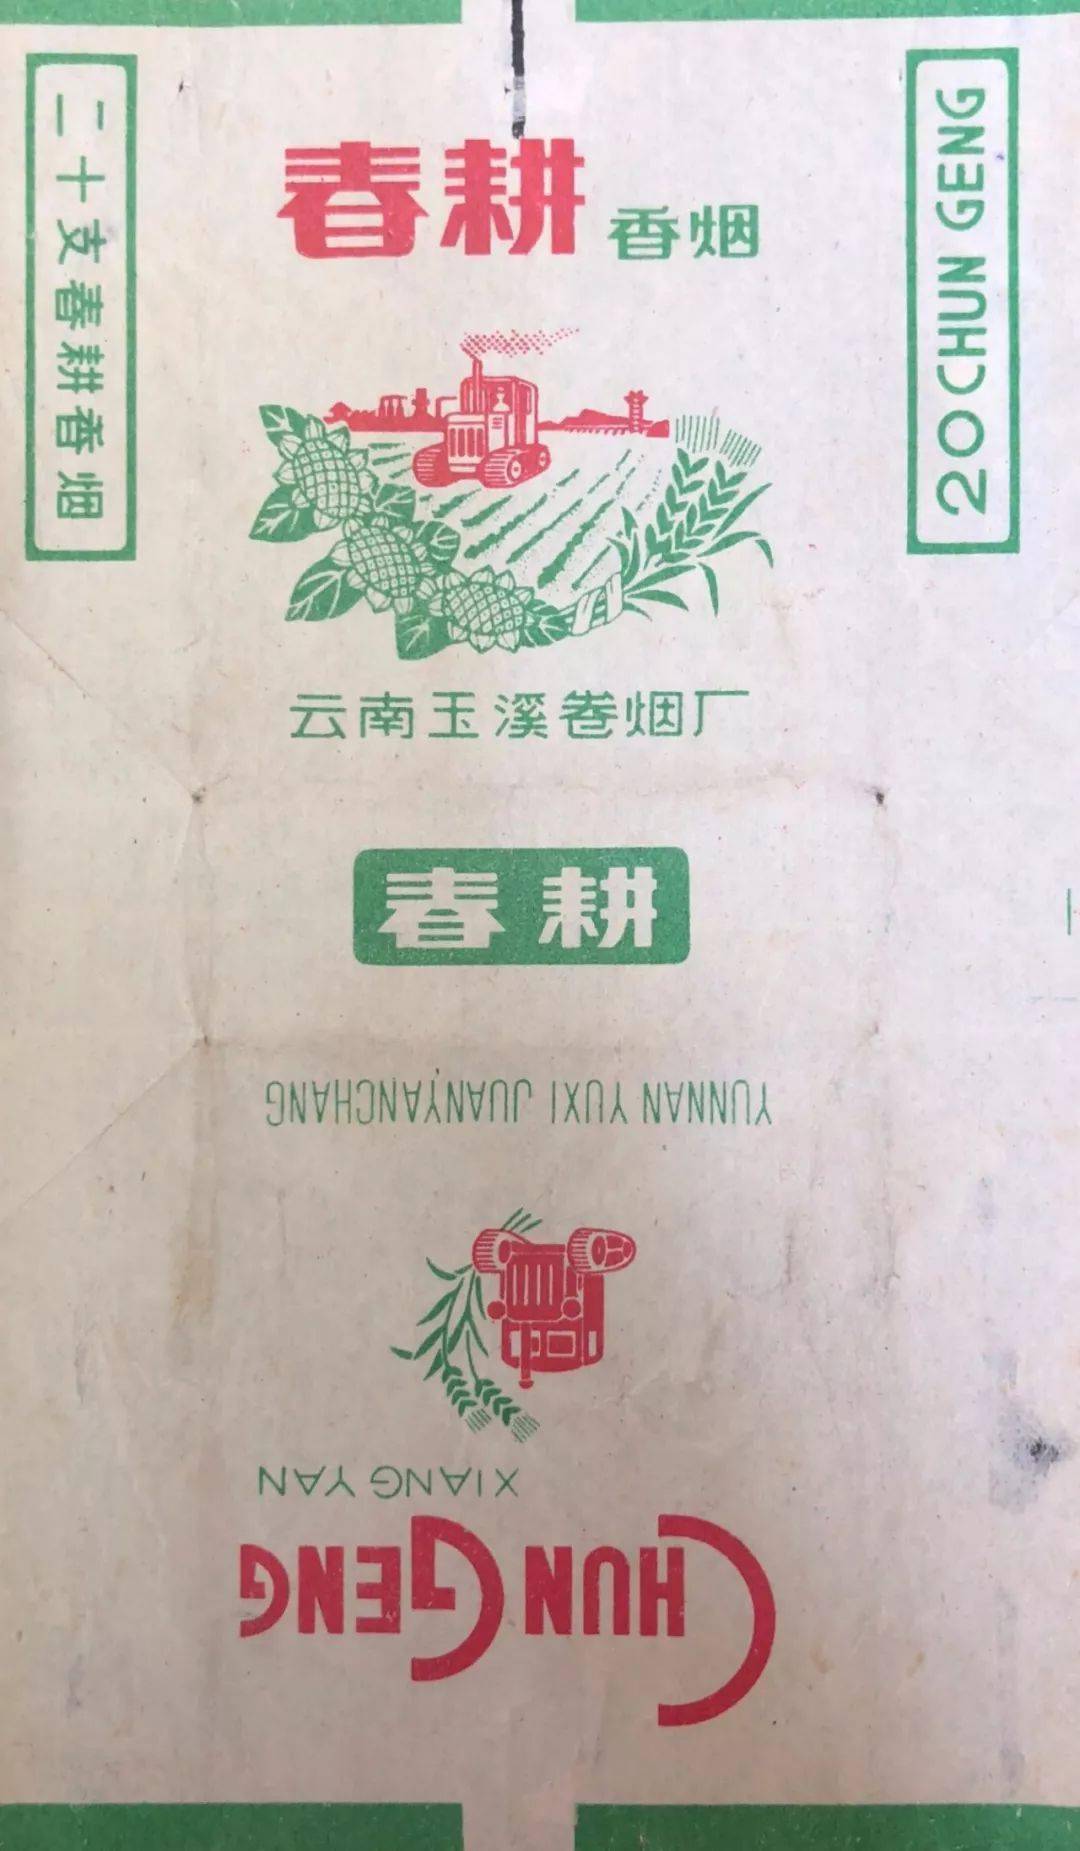 春耕 香烟
二十支春耕香烟
20 CHUN GENG
云南玉溪卷烟厂
春耕
YUNNAN YUXI JUANYANCHANG
XIANG YAN
CHUN GENG